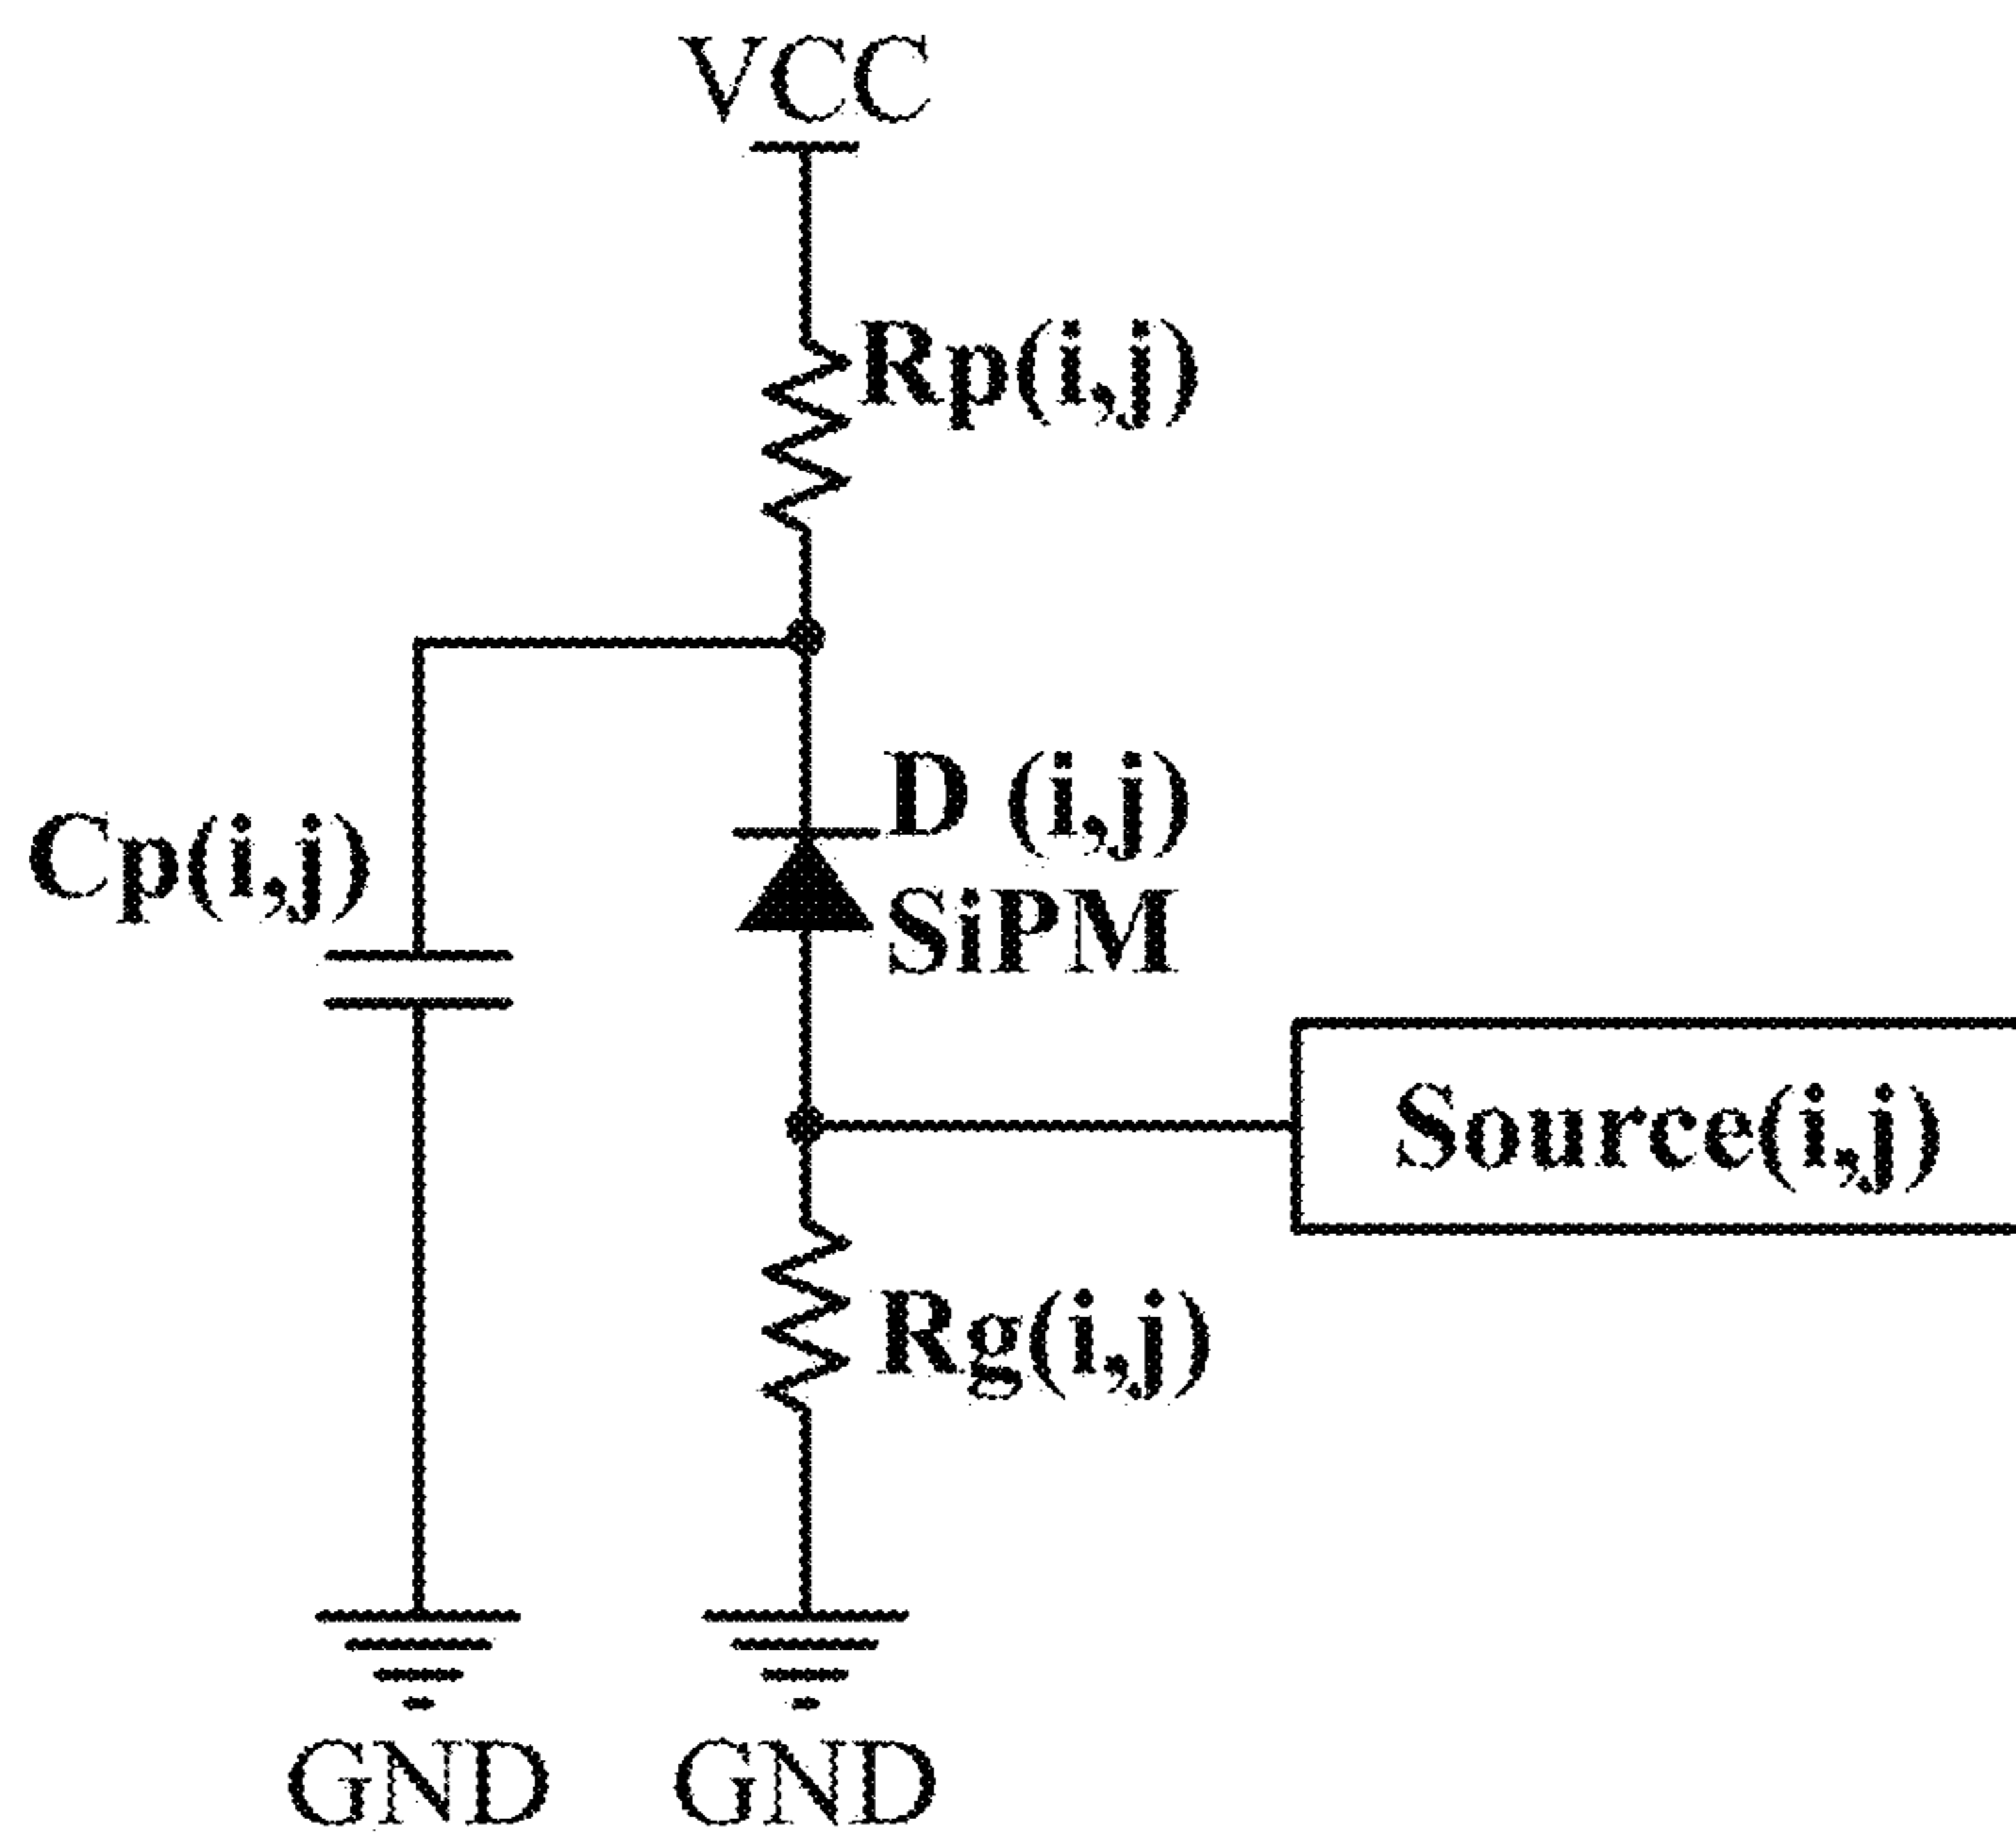 VCC
Rp(i,j)
D (i,j)
Cp(i,j)
SiPM
Source(i,j)
Rg(i,j)
GND
GND